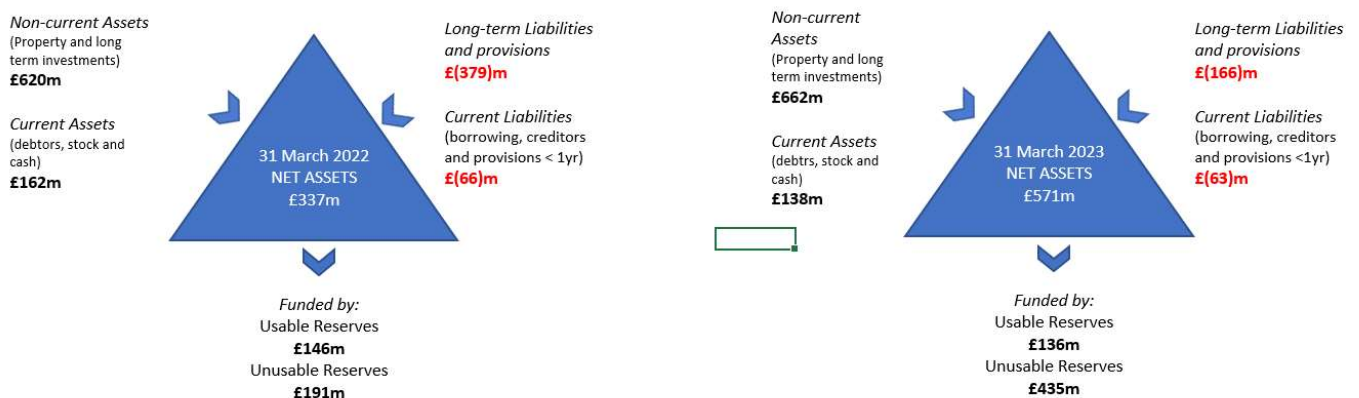 Non-current Assets
(Property and long
term investments)
£620m
Current Assets
(debtors, stock and
cash)
£162m
Long-term Liabilities
and provisions
£(379)m
Current Liabilities
(borrowing, creditors
and provisions < 1yr)
£(66)m
31 March 2022
NET ASSETS
£337m
Funded by:
Usable Reserves
£146m
Unusable Reserves
£191m
Non-current
Assets
(Property and long
term investments)
£662m
Current Assets
(debtrs, stock and
cash)
£138m
Long-term Liabilities
and provisions
£(166)m
Current Liabilities
(borrowing, creditors
and provisions <1yr)
£(63)m
31 March 2023
NET ASSETS
£571m
Funded by:
Usable Reserves
£136m
Unusable Reserves
£435m